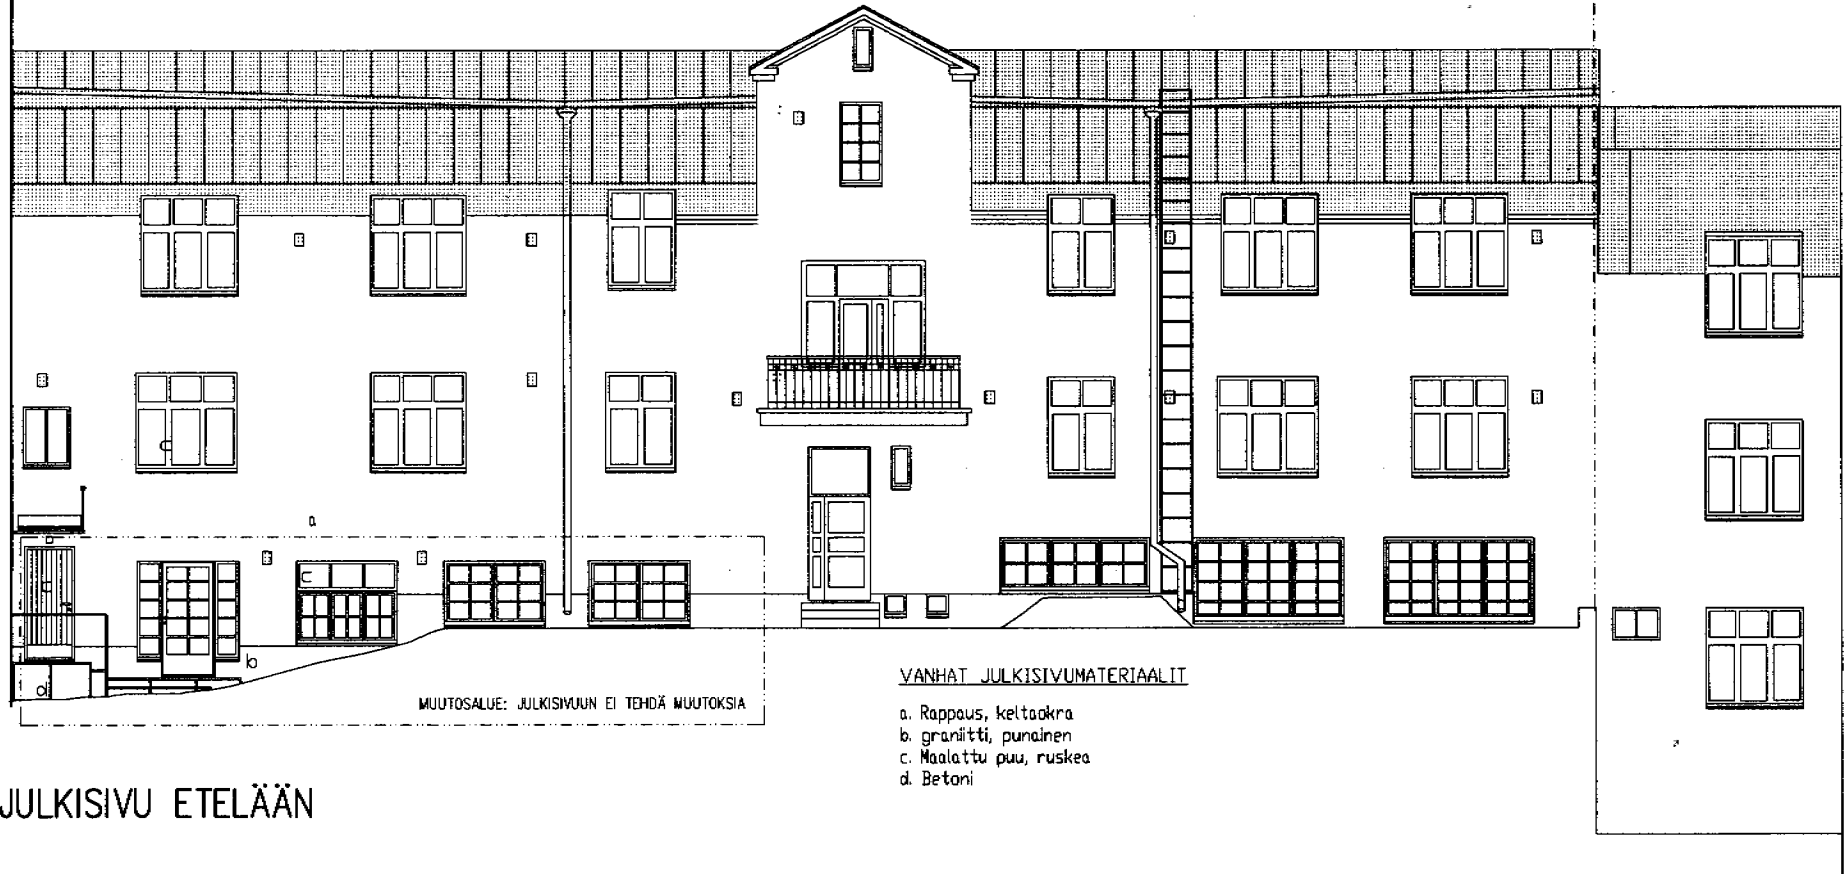 c
a
c
c
b
d
MUUTOSALUE: JULKISIVUUN EI TEHDÄ MUUTOKSIA
VANHAT JULKISIVUMATERIAALIT
a. Rappaus, keltaokra
b. graniitti, punainen
c. Maalattu puu, ruskea
d. Betoni
JULKISIVU ETELÄÄN